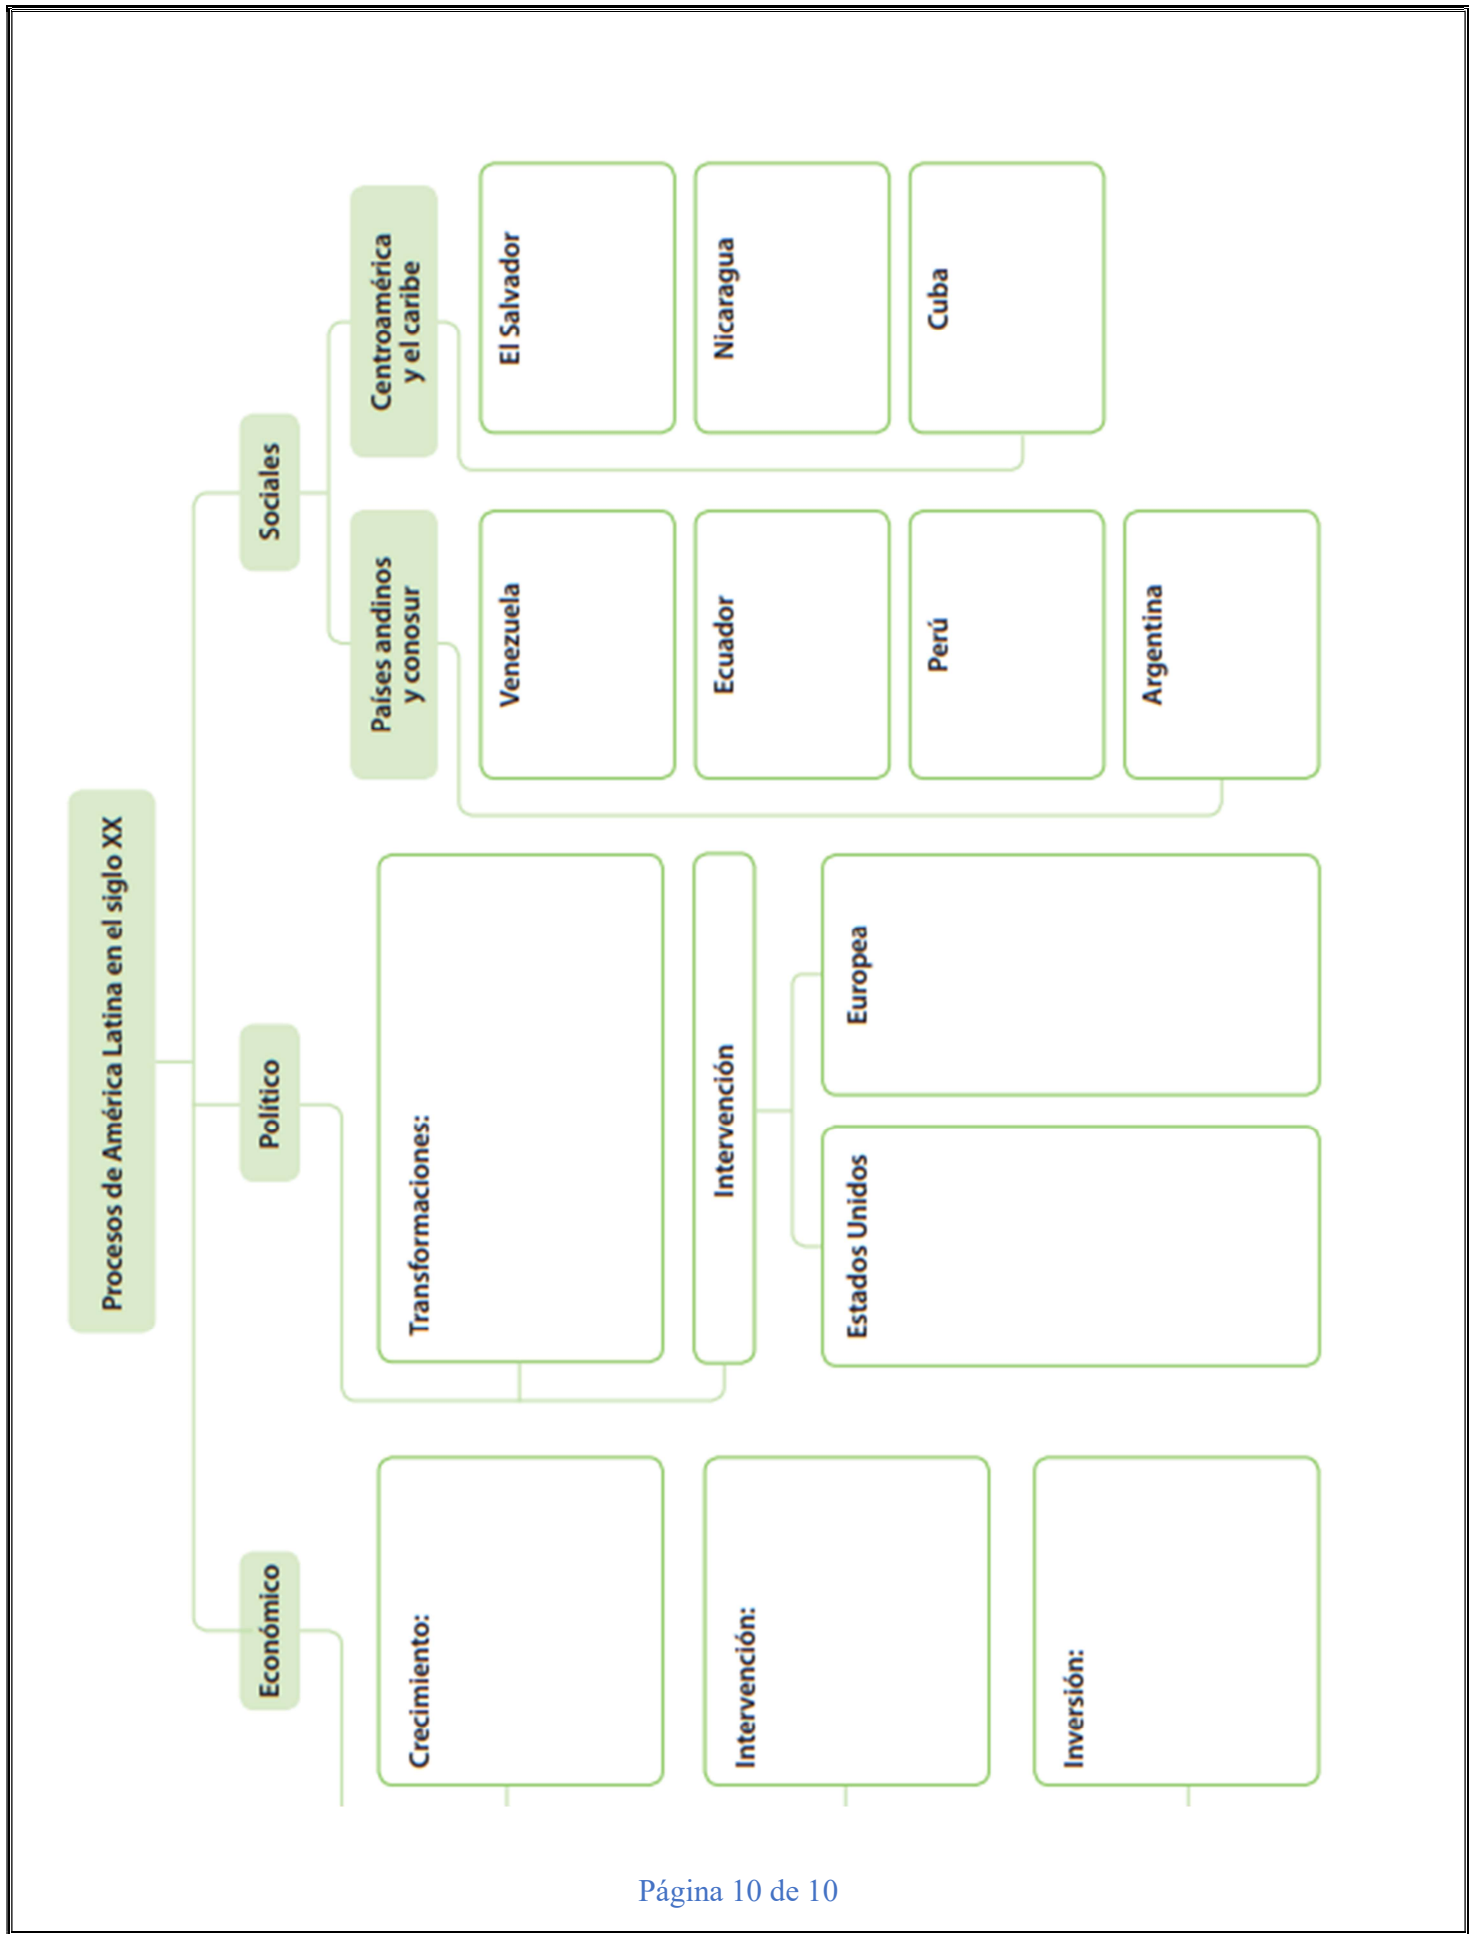 Procesos de América Latina en el siglo XX
Económico
Crecimiento:
Intervención:
Inversión:
Político
Transformaciones:
Intervención
Estados Unidos
Europea
Sociales
Países andinos
y conosur
Venezuela
Ecuador
Perú
Argentina
Centroamérica
y el caribe
El Salvador
Nicaragua
Cuba
Página 10 de 10